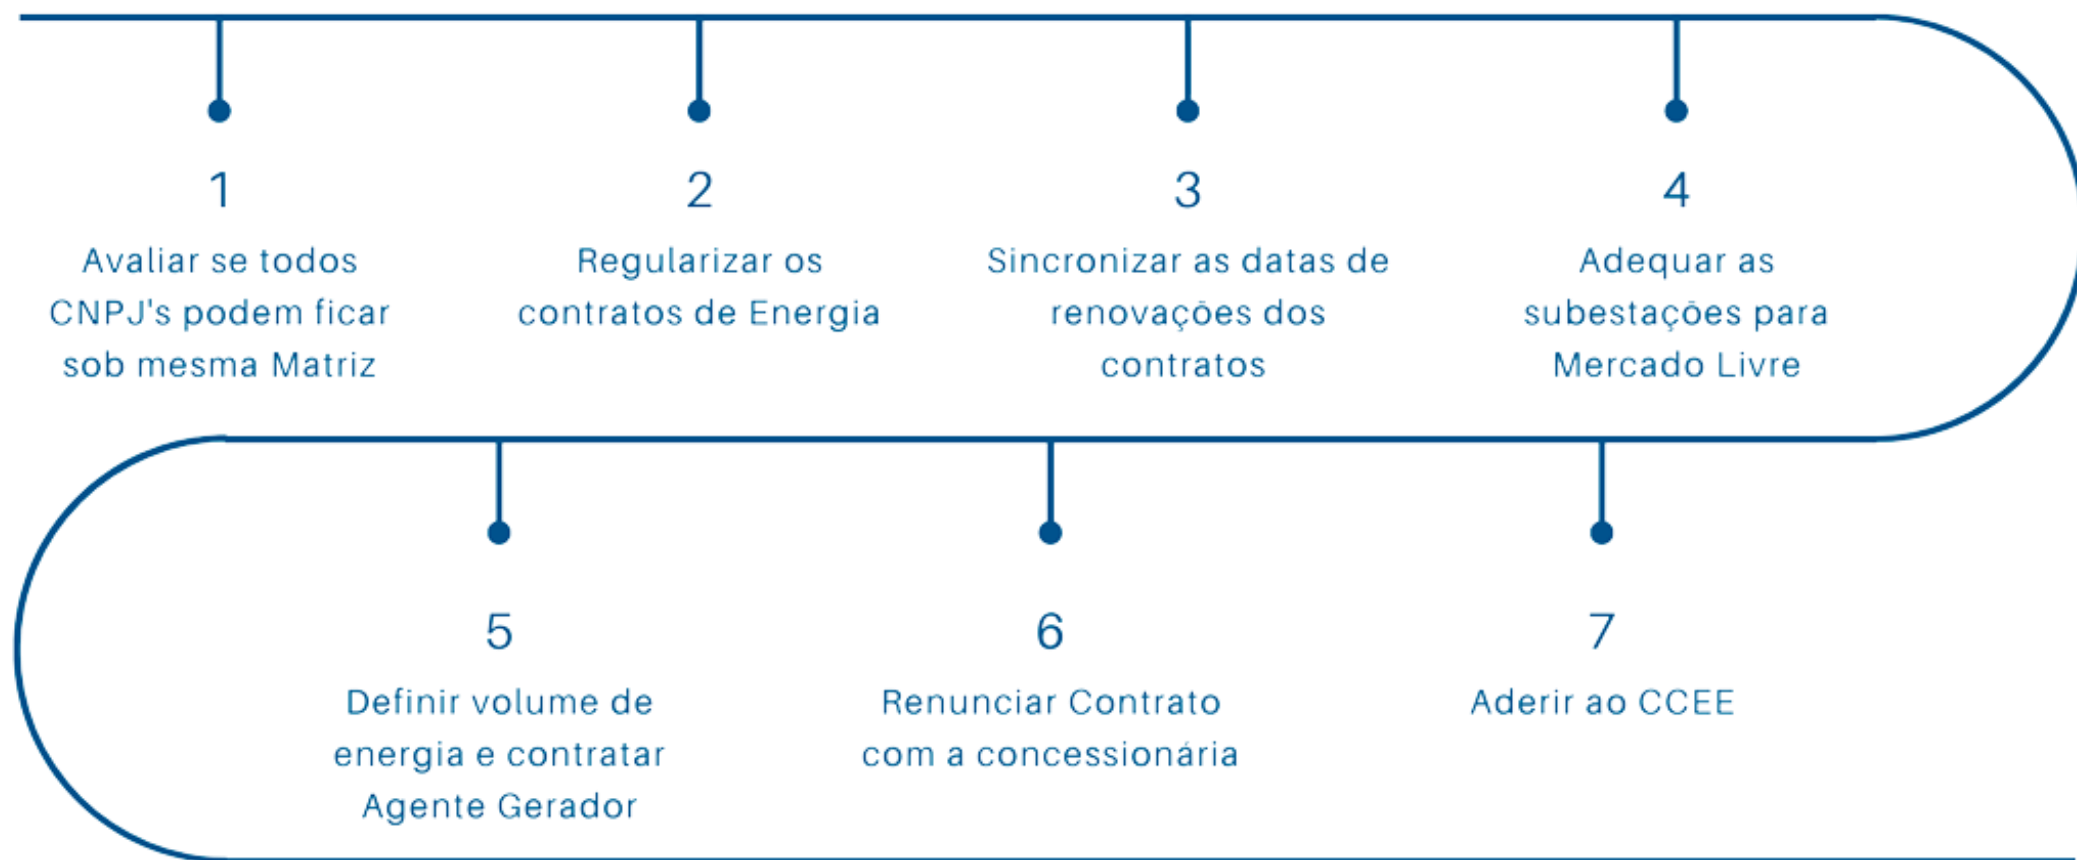 1
Avaliar se todos
CNPJ's podem ficar
sob mesma Matriz
2
Regularizar os
contratos de Energia
3
Sincronizar as datas de
renovações dos
contratos
4
Adequar as
subestações para
Mercado Livre
5
Definir volume de
energia e contratar
Agente Gerador
6
Renunciar Contrato
com a concessionária
7
Aderir ao CCEE